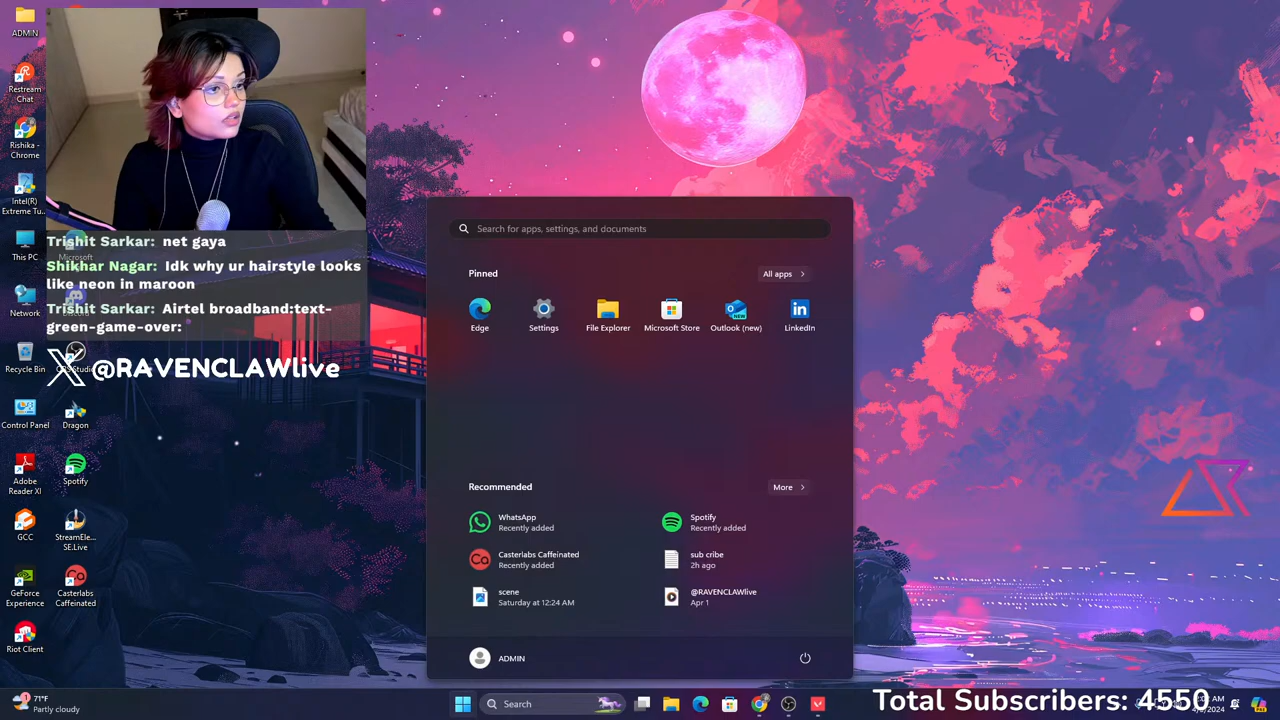 ADMIN
Restream
Chat
Rishika -
Chrome
Intel(R)
Extreme Tu...
This PC
Microsoft
Network
Recycle Bin
Control Panel
Dragon
Adobe
Reader XI
Spotify
GCC
StreamEle...
SE.Live
GeForce
Experience
Casterlabs
Caffeinated
Riot Client
Trishit Sarkar: net gaya
Shikhar Nagar: Idk why ur hairstyle looks
like neon in maroon
Trishit Sarkar: Airtel broadband:text-
green-game-over:
@RAVENCLAWlive
Search for apps, settings, and documents
Pinned
All apps
Edge
Settings
File Explorer
Microsoft Store
Outlook (new)
LinkedIn
Recommended
More
WhatsApp
Recently added
Spotify
Recently added
Casterlabs Caffeinated
Recently added
sub cribe
2h ago
scene
Saturday at 12:24 AM
@RAVENCLAWlive
Apr 1
ADMIN
71°F
Partly cloudy
Search
Total Subscribers: 4550